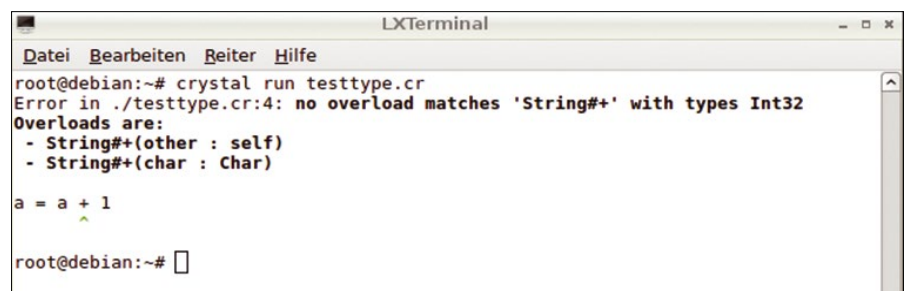 LXTerminal
Datei Bearbeiten Reiter Hilfe
root@debian:~# crystal run testtype.cr
Error in ./testtype.cr:4: no overload matches 'String#+' with types Int32
Overloads are:
 - String#+(other : self)
 - String#+(char : Char)
a = a + 1
^
root@debian:~#